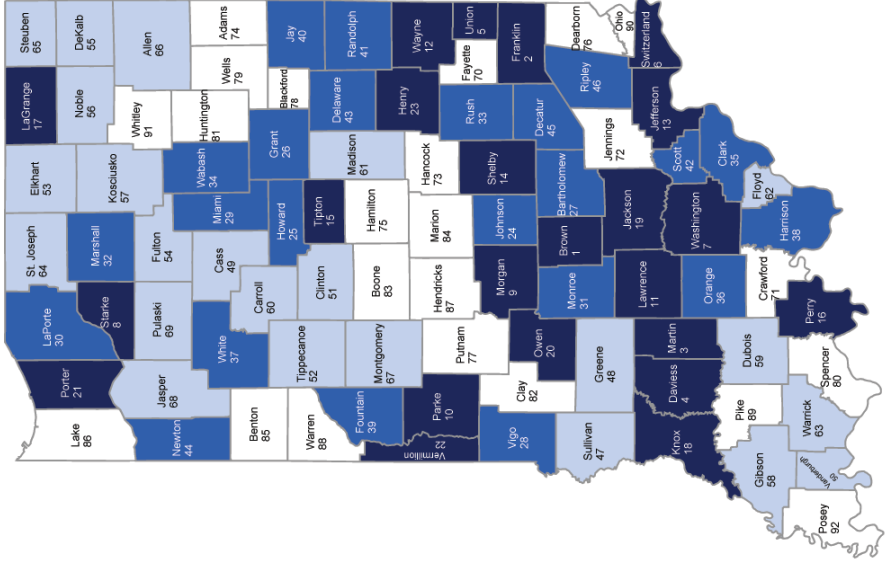 Lake
86
Porter
21
LaPorte
30
St. Joseph
64
Elkhart
53
LaGrange
17
Steuben
65
Starke
8
Marshall
32
Kosciusko
57
Noble
56
DeKalb
55
Newton
44
Jasper
68
Pulaski
69
Fulton
54
Whitley
91
Allen
66
Benton
85
White
37
Cass
49
Miami
29
Wabash
34
Huntington
81
Wells
79
Adams
74
Warren
88
Tippecanoe
52
Carroll
60
Howard
25
Grant
26
Blackford
78
Jay
40
Fountain
39
Montgomery
67
Clinton
51
Tipton
15
Madison
61
Delaware
43
Randolph
41
Boone
83
Hamilton
75
Vermilion
22
Parke
10
Putnam
77
Hendricks
87
Marion
84
Hancock
73
Henry
23
Wayne
12
Vigo
28
Clay
82
Owen
20
Morgan
9
Johnson
24
Shelby
14
Rush
33
Fayette
70
Union
5
Sullivan
47
Greene
48
Monroe
31
Brown
1
Bartholomew
27
Decatur
45
Franklin
2
Knox
18
Daviess
4
Martin
3
Lawrence
11
Jackson
19
Jennings
72
Ripley
46
Dearborn
76
Ohio
90
Orange
36
Washington
7
Scott
42
Jefferson
13
Switzerland
6
Gibson
58
Pike
89
Dubois
59
Crawford
71
Harrison
38
Floyd
62
Clark
35
Posey
92
Vanderburgh
50
Warrick
63
Spencer
80
Perry
16